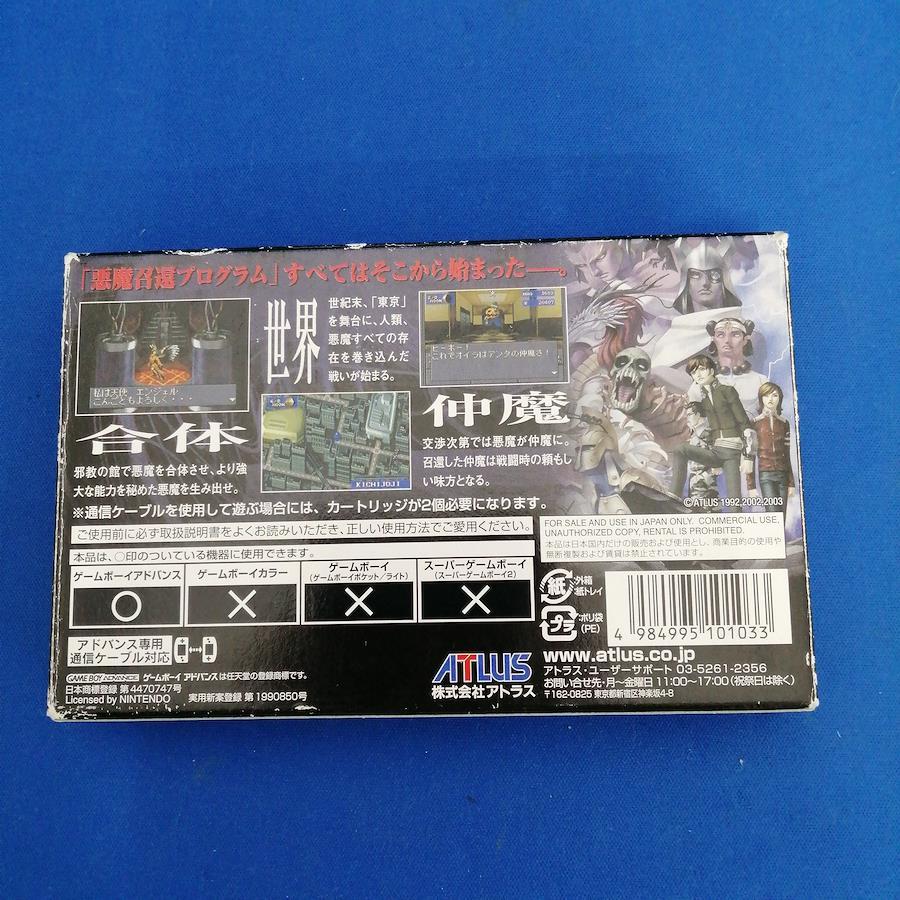 「悪魔召還プログラム」すべてはそこから始まった――。
世界
世紀末、「東京」
を舞台に、人類、
悪魔すべての存
在を巻き込んだ
戦いが始まる。
ピーポー!
これでオイラはアンタの仲魔さ!
私は天使 エンジェル
こんごともよろしく・・・
合体
邪教の館で悪魔を合体させ、より強
大な能力を秘めた悪魔を生み出せ。
KICHIJOJI
仲魔
交渉次第では悪魔が仲魔に。
召還した仲魔は戦闘時の頼もし
い味方となる。
©ATLUS 1992,2002,2003
※通信ケーブルを使用して遊ぶ場合には、カートリッジが2個必要になります。
ご使用前に必ず取扱説明書をよくお読みいただき、正しい使用方法でご愛用ください。
本品は、○印のついている機器に使用できます。
ゲームボーイアドバンス
ゲームボーイカラー
ゲームボーイ
(ゲームボーイポケット/ライト)
スーパーゲームボーイ
(スーパーゲームボーイ2)
○ × × ×
アドバンス専用
通信ケーブル対応
GAME BOY ADVANCE ゲームボーイ アドバンスは任天堂の登録商標です。
日本商標登録 第4470747号
Licensed by NINTENDO 実用新案登録 第1990850号
ATLUS
株式会社アトラス
FOR SALE AND USE IN JAPAN ONLY. COMMERCIAL USE,
UNAUTHORIZED COPY, RENTAL IS PROHIBITED.
本品は日本国内だけの販売および使用とし、商業目的の使用や
無断複製および賃貸は禁止されています。
紙
:外箱
:紙トレイ
プラ
:ポリ袋
(PE)
4 984995 101033
www.atlus.co.jp
アトラス・ユーザーサポート 03-5261-2356
お問い合せ先・月~金曜日 11:00~17:00(祝祭日は除く)
〒162-0825 東京都新宿区神楽坂4-8